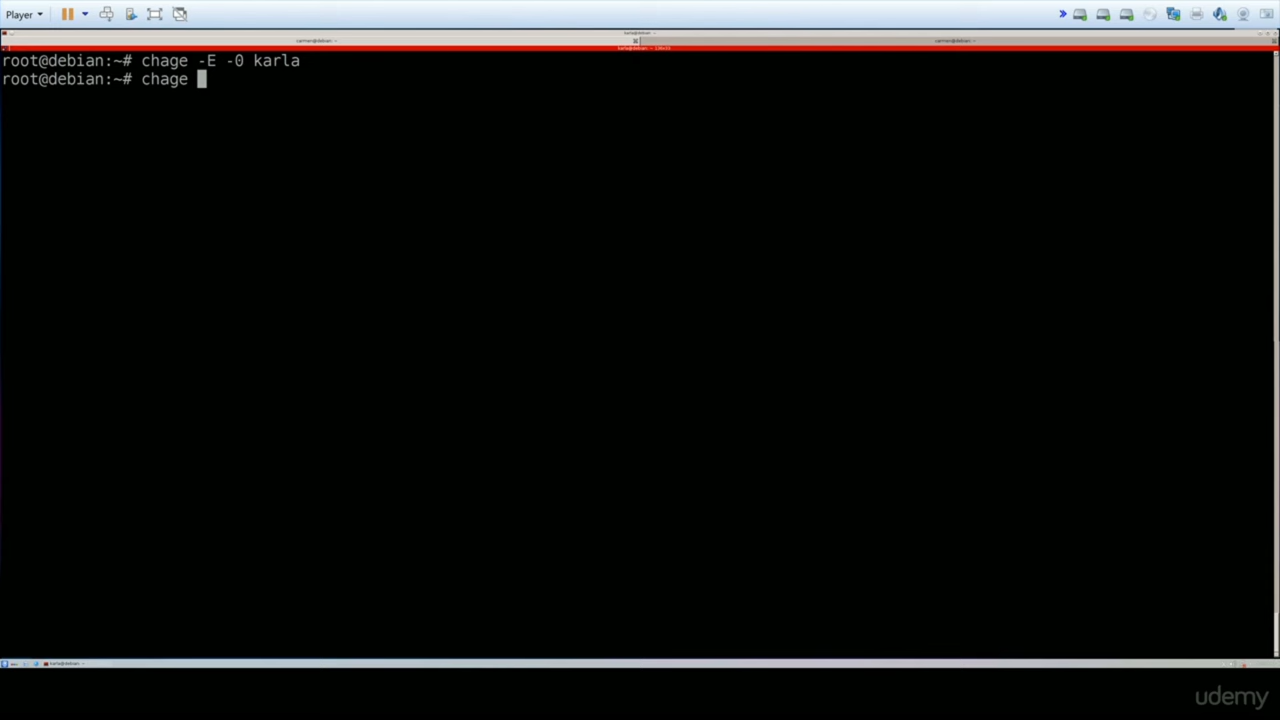 Player
root@debian:~# chage -E -0 karla
root@debian:~# chage
udemy